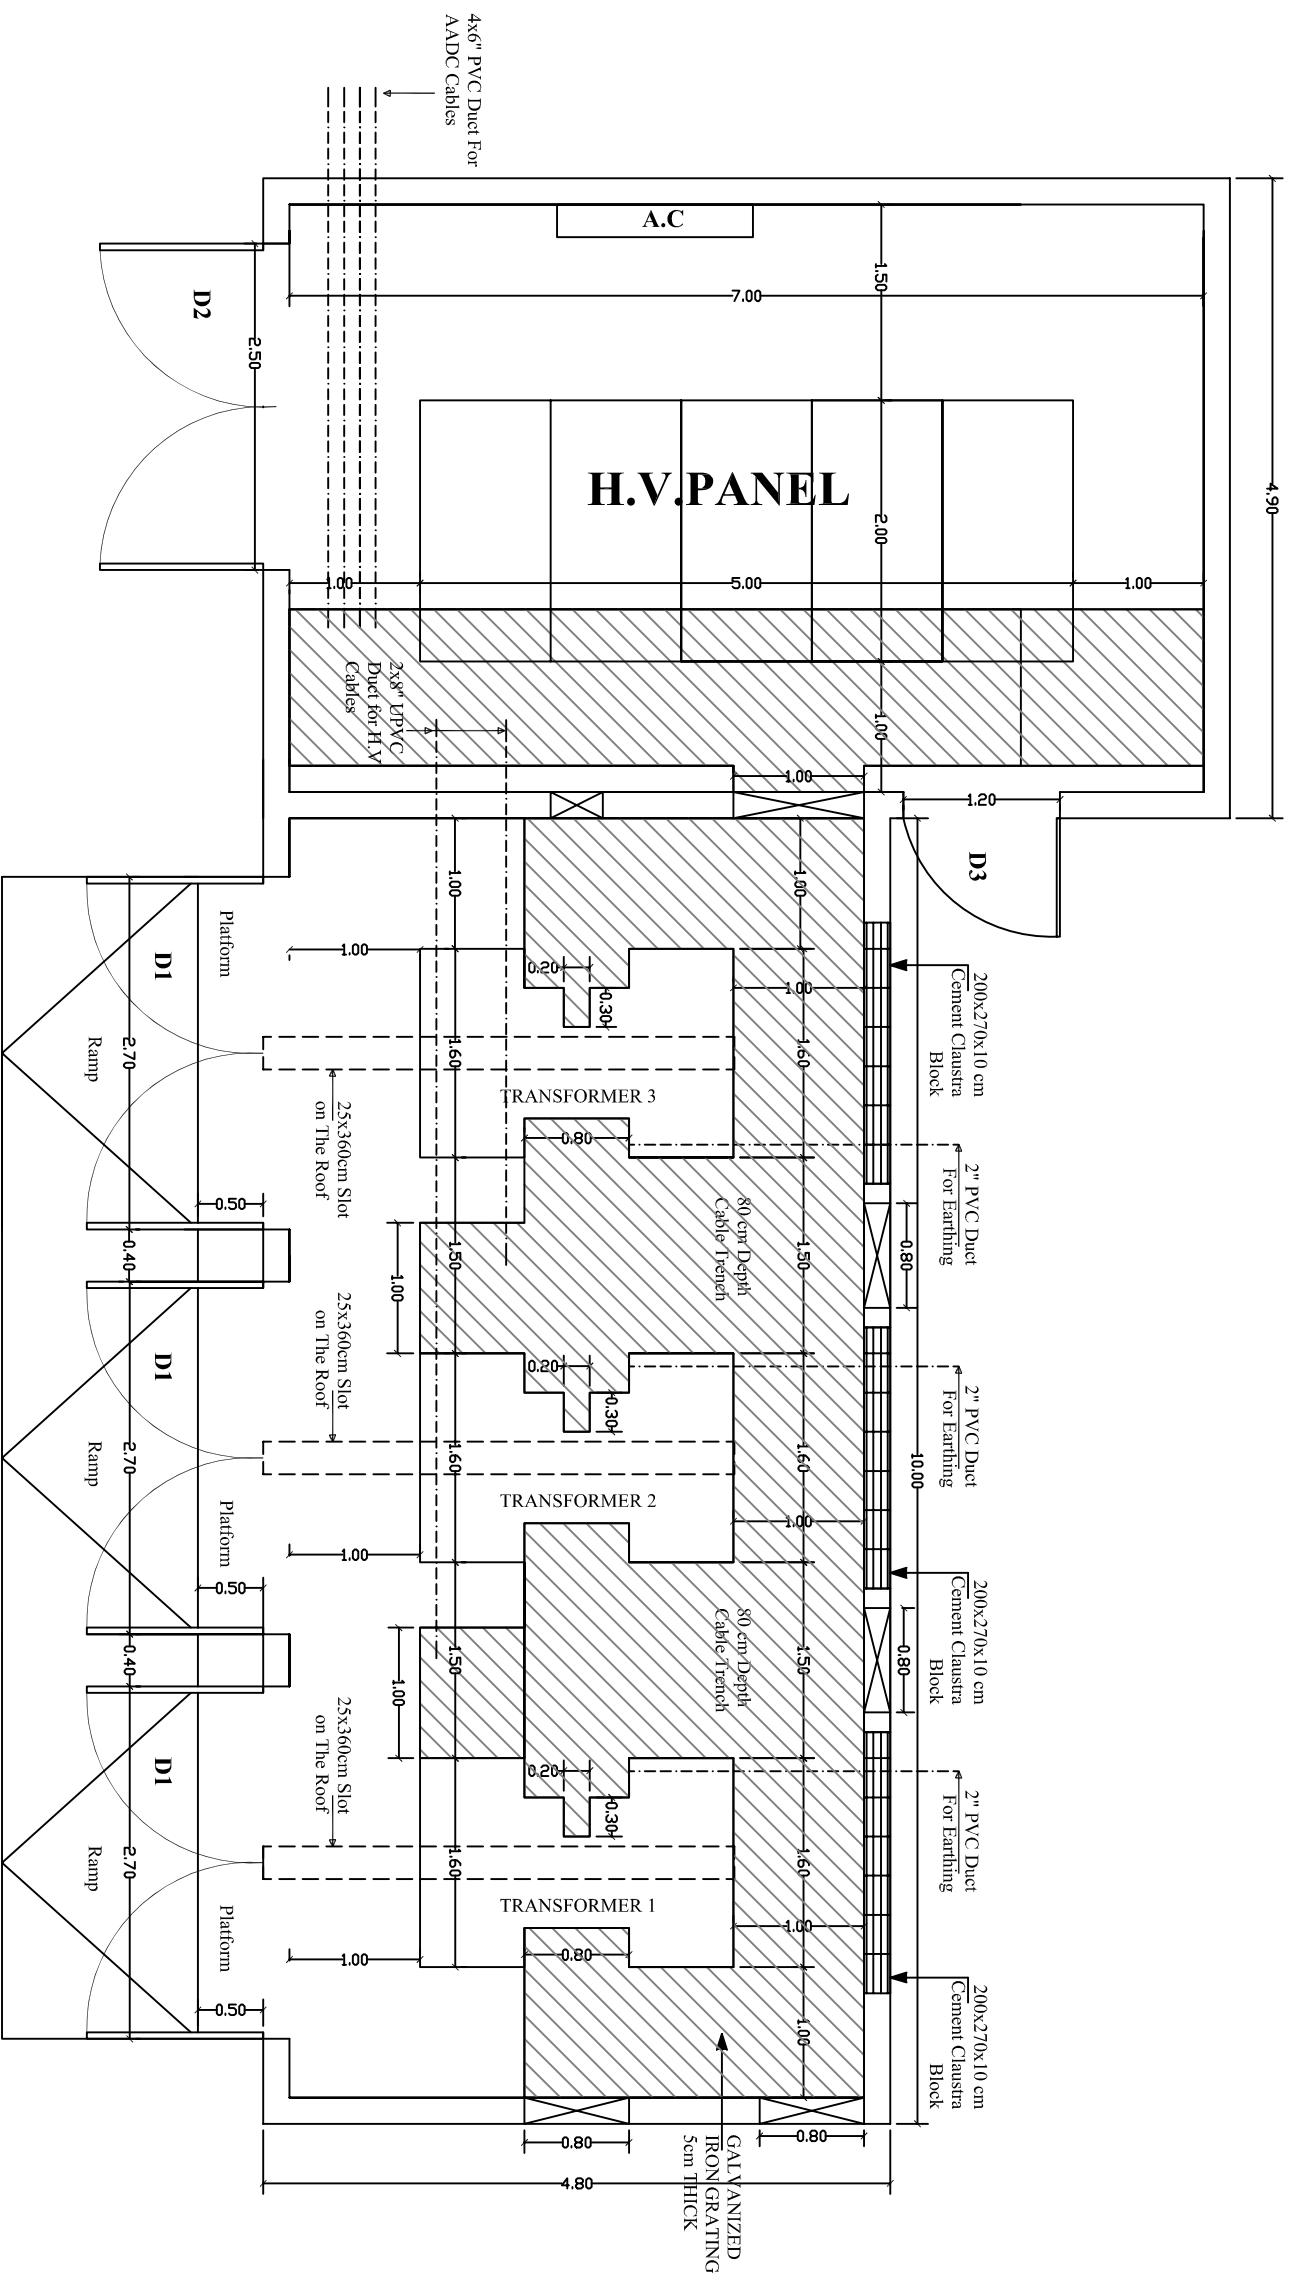 4x6" PVC Duct For
AADC Cables
A.C
4.90
1.50
7.00
D2
2.50
H.V.PANEL
2.00
1.00
5.00
1.00
2x8" UPVC
Duct for H.V
Cables
1.00
1.00
1.20
D3
1.00
1.00
Platform
D1
Ramp
2.70
1.00
0.20
0.30
1.00
1.60
1.60
TRANSFORMER 3
0.80
25x360cm Slot
on The Roof
200x270x10 cm
Cement Claustra
Block
2" PVC Duct
For Earthing
80 cm Depth
Cable Trench
0.80
0.50
0.40
1.50
1.50
1.00
25x360cm Slot
on The Roof
D1
Ramp
2.70
0.20
0.30
1.60
1.60
TRANSFORMER 2
1.00
1.00
Platform
0.50
2" PVC Duct
For Earthing
10.00
200x270x10 cm
Cement Claustra
Block
80 cm Depth
Cable Trench
0.80
0.40
1.50
1.50
1.00
25x360cm Slot
on The Roof
D1
Ramp
2.70
0.20
0.30
1.60
1.60
TRANSFORMER 1
0.80
1.00
1.00
Platform
0.50
2" PVC Duct
For Earthing
200x270x10 cm
Cement Claustra
Block
1.00
0.80
0.80
4.80
GALVANIZED
IRON GRATING
5cm THICK